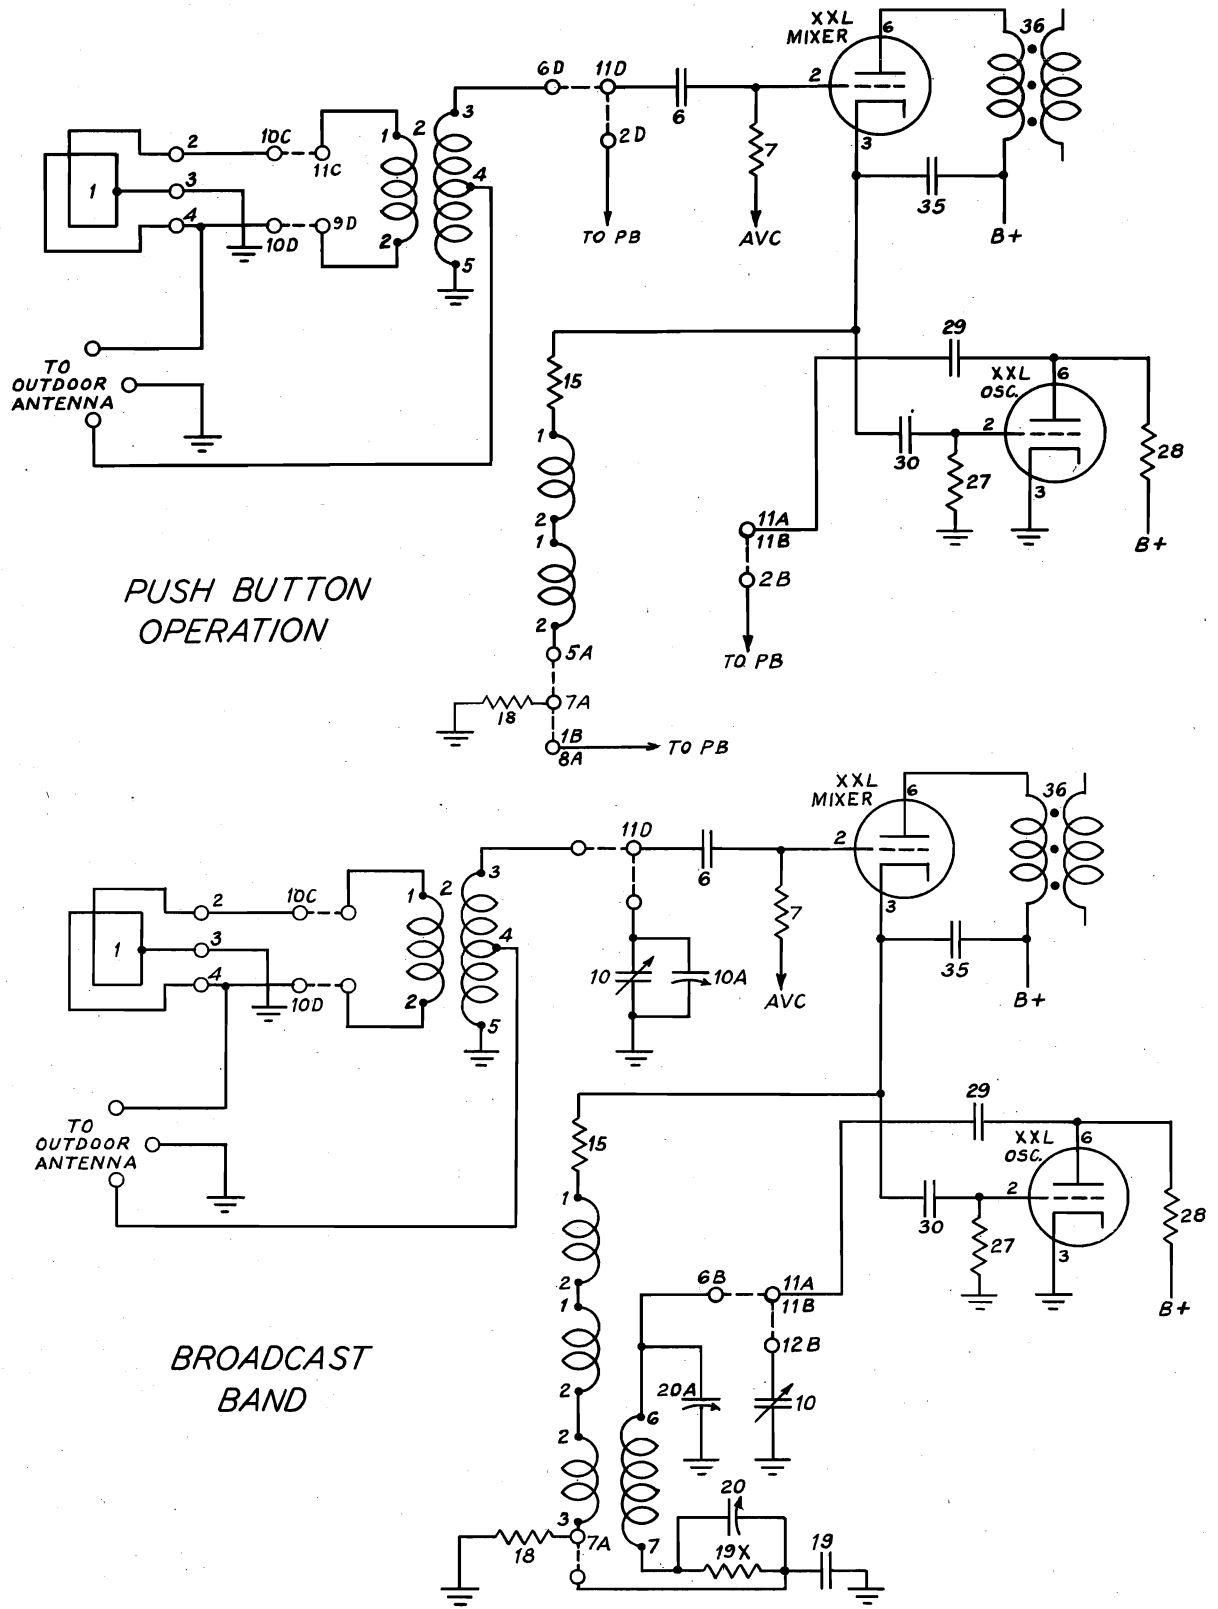 XXL
MIXER
6
36
2
3
6D
11D
6
2D
7
35
TO PB
AVC
B+
2
10C
11C
1
2
3
1
3
4
4
10D
9D
2
5
TO
OUTDOOR
ANTENNA
29
XXL
OSC.
6
15
2
30
27
3
28
B+
1
2
1
2
11A
11B
2B
TO PB
5A
7A
18
1B
8A
TO PB
PUSH BUTTON
OPERATION
XXL
MIXER
6
36
2
3
11D
6
7
35
10
10A
AVC
B+
2
10C
1
2
3
1
3
4
4
10D
2
5
TO
OUTDOOR
ANTENNA
29
XXL
OSC.
6
15
2
30
27
3
28
B+
1
2
1
2
2
3
6B
11A
11B
12B
20A
10
6
7
20
19X
19
7A
18
BROADCAST
BAND